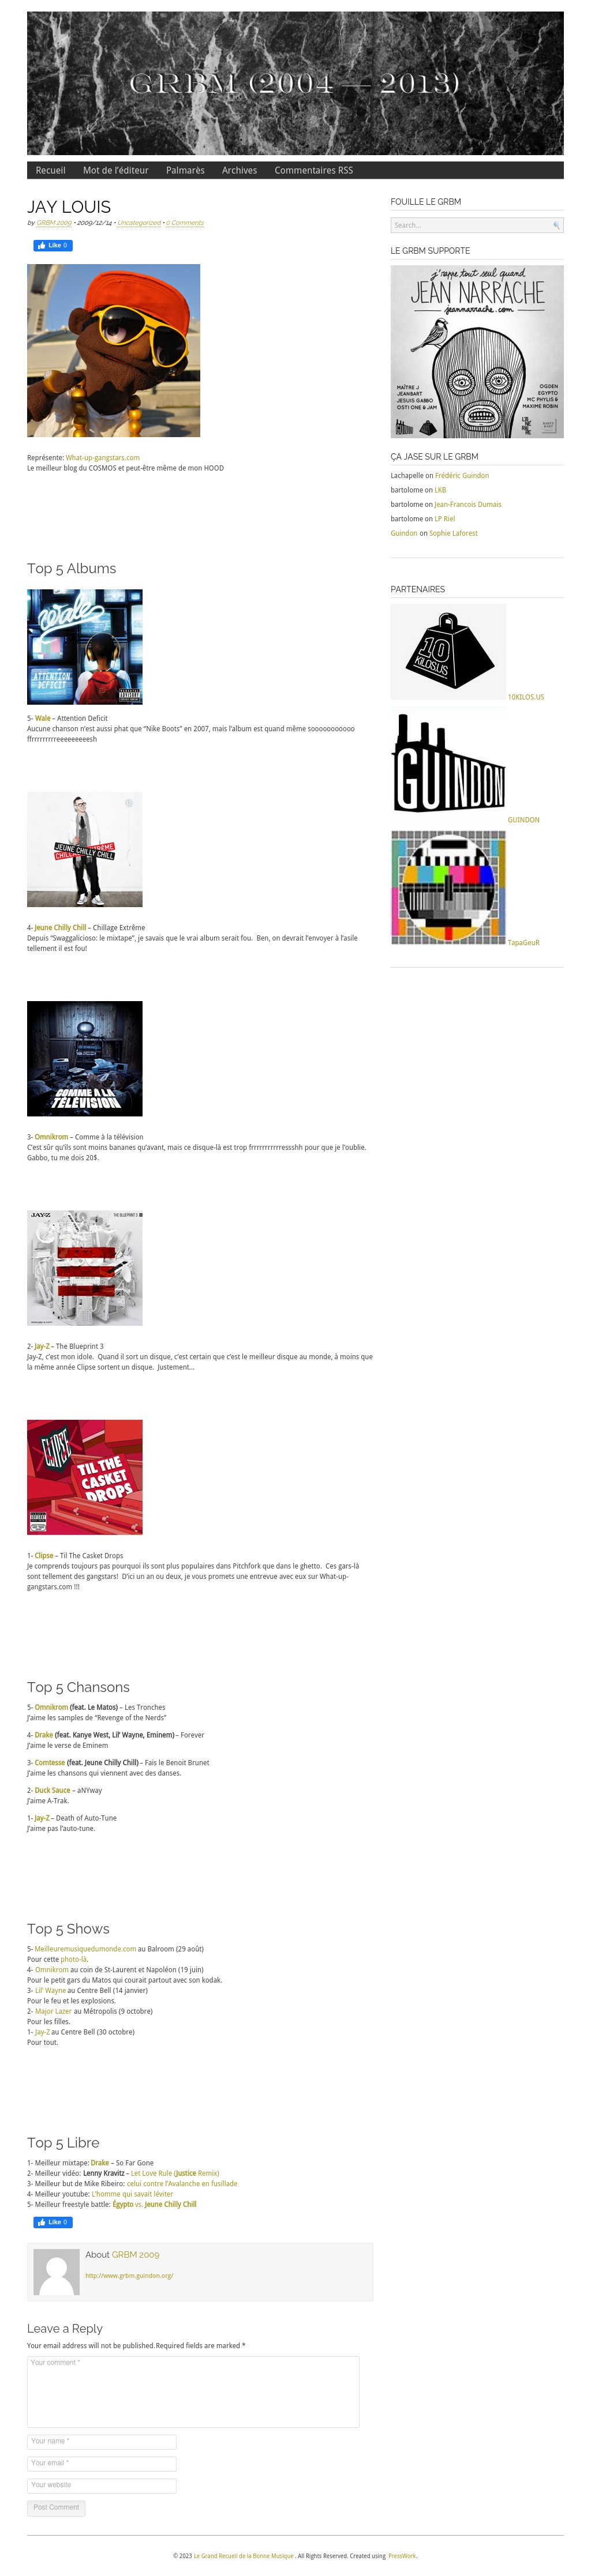 GRBM (2004 — 2013)
Recueil Mot de l'éditeur Palmarès Archives Commentaires RSS
JAY LOUIS
by GRBM 2009 • 2009/12/14 • Uncategorized • 0 Comments
Like 0
Représente: What-up-gangstars.com
Le meilleur blog du COSMOS et peut-être même de mon HOOD
Top 5 Albums
wale
ATTENTION
DEFICIT
5- Wale – Attention Deficit
Aucune chanson n'est aussi phat que “Nike Boots” en 2007, mais l'album est quand même sooooooooooo
ffrrrrrrrrreeeeeeeeesh
JEUNE CHILLY CHILL
4- Jeune Chilly Chill – Chillage Extrême
Depuis “Swaggalicioso: le mixtape”, je savais que le vrai album serait fou.  Ben, on devrait l'envoyer à l'asile
tellement il est fou!
COMME À LA
TÉLÉVISION
3- Omnikrom – Comme à la télévision
C'est sûr qu'ils sont moins bananes qu'avant, mais ce disque-là est trop frrrrrrrrrrressshh pour que je l'oublie.
Gabbo, tu me dois 20$.
JAY-Z THE BLUEPRINT 3
2- Jay-Z – The Blueprint 3
Jay-Z, c'est mon idole.  Quand il sort un disque, c'est certain que c'est le meilleur disque au monde, à moins que
la même année Clipse sortent un disque.  Justement…
CLIPSE
TIL THE
CASKET
DROPS
1- Clipse – Til The Casket Drops
Je comprends toujours pas pourquoi ils sont plus populaires dans Pitchfork que dans le ghetto.  Ces gars-là
sont tellement des gangstars!  D'ici un an ou deux, je vous promets une entrevue avec eux sur What-up-
gangstars.com !!!
Top 5 Chansons
5- Omnikrom (feat. Le Matos) – Les Tronches
J'aime les samples de “Revenge of the Nerds”
4- Drake (feat. Kanye West, Lil' Wayne, Eminem) – Forever
J'aime le verse de Eminem
3- Comtesse (feat. Jeune Chilly Chill) – Fais le Benoit Brunet
J'aime les chansons qui viennent avec des danses.
2- Duck Sauce – aNYway
J'aime A-Trak.
1- Jay-Z – Death of Auto-Tune
J'aime pas l'auto-tune.
Top 5 Shows
5- Meilleuremusiquedumonde.com au Balroom (29 août)
Pour cette photo-là.
4- Omnikrom au coin de St-Laurent et Napoléon (19 juin)
Pour le petit gars du Matos qui courait partout avec son kodak.
3- Lil' Wayne au Centre Bell (14 janvier)
Pour le feu et les explosions.
2- Major Lazer au Métropolis (9 octobre)
Pour les filles.
1- Jay-Z au Centre Bell (30 octobre)
Pour tout.
Top 5 Libre
1- Meilleur mixtape: Drake – So Far Gone
2- Meilleur vidéo: Lenny Kravitz – Let Love Rule (Justice Remix)
3- Meilleur but de Mike Ribeiro: celui contre l'Avalanche en fusillade
4- Meilleur youtube: L'homme qui savait léviter
5- Meilleur freestyle battle: Égypto vs. Jeune Chilly Chill
Like 0
About GRBM 2009
http://www.grbm.guindon.org/
Leave a Reply
Your email address will not be published.Required fields are marked *
Your comment *
Your name *
Your email *
Your website
Post Comment
FOUILLE LE GRBM
Search...
LE GRBM SUPPORTE
j'rappe tout seul quand
JEAN NARRACHE
jeannarrache.com
MAÎTRE J
JEANBART
JESUIS GABBO
OSTI ONE & JAM
OGDEN
EGYPTO
MC PHYLIS &
MAXIME ROBIN
ÇA JASE SUR LE GRBM
Lachapelle on Frédéric Guindon
bartolome on LKB
bartolome on Jean-Francois Dumais
bartolome on LP Riel
Guindon on Sophie Laforest
PARTENAIRES
10
KILOS.US
10KILOS.US
GUINDON
GUINDON
TapaGeuR
© 2023 Le Grand Recueil de la Bonne Musique . All Rights Reserved. Created using PressWork.